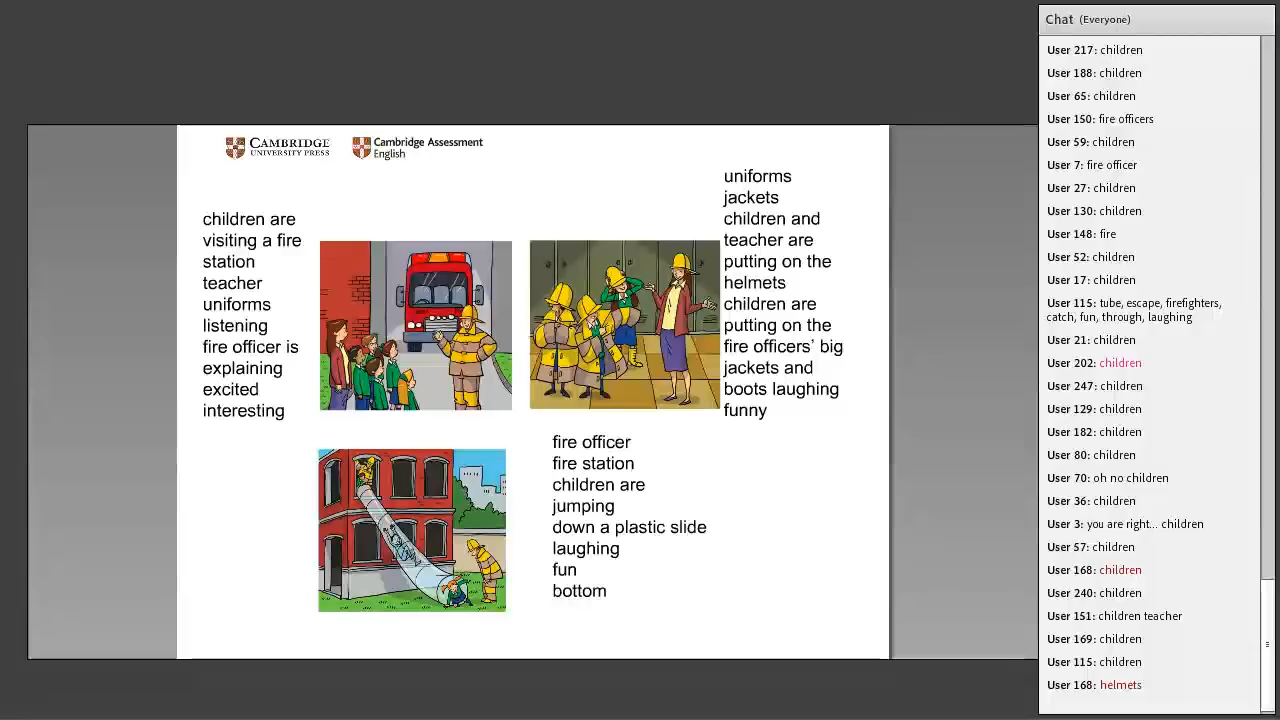 CAMBRIDGE
UNIVERSITY PRESS
Cambridge Assessment
English
children are
visiting a fire
station
teacher
uniforms
listening
fire officer is
explaining
excited
interesting
uniforms
jackets
children and
teacher are
putting on the
helmets
children are
putting on the
fire officers’ big
jackets and
boots laughing
funny
fire officer
fire station
children are
jumping
down a plastic slide
laughing
fun
bottom
Chat (Everyone)
User 217: children
User 188: children
User 65: children
User 150: fire officers
User 59: children
User 7: fire officer
User 27: children
User 130: children
User 148: fire
User 52: children
User 17: children
User 115: tube, escape, firefighters,
catch, fun, through, laughing
User 21: children
User 202: children
User 247: children
User 129: children
User 182: children
User 80: children
User 70: oh no children
User 36: children
User 3: you are right... children
User 57: children
User 168: children
User 240: children
User 151: children teacher
User 169: children
User 115: children
User 168: helmets